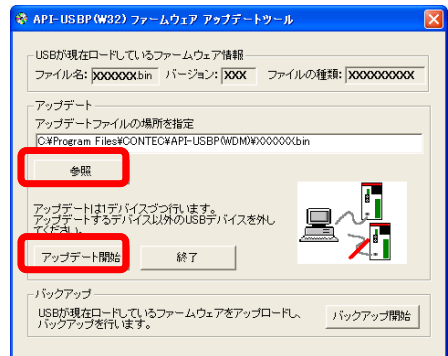 API-USBP(W32) ファームウェア アップデートツール
USBが現在ロードしているファームウェア情報
ファイル名: XXXXXX.bin バージョン: XXX ファイルの種類: XXXXXXXXX
アップデート
アップデートファイルの場所を指定
C:¥Program Files¥CONTEC¥API-USBP(WDM)¥XXXXXX.bin
参照
アップデートは1デバイスづつ行います。
アップデートするデバイス以外のUSBデバイスを外し
てください。
アップデート開始 終了
バックアップ
USBが現在ロードしているファームウェアをアップロードし、
バックアップを行います。
バックアップ開始